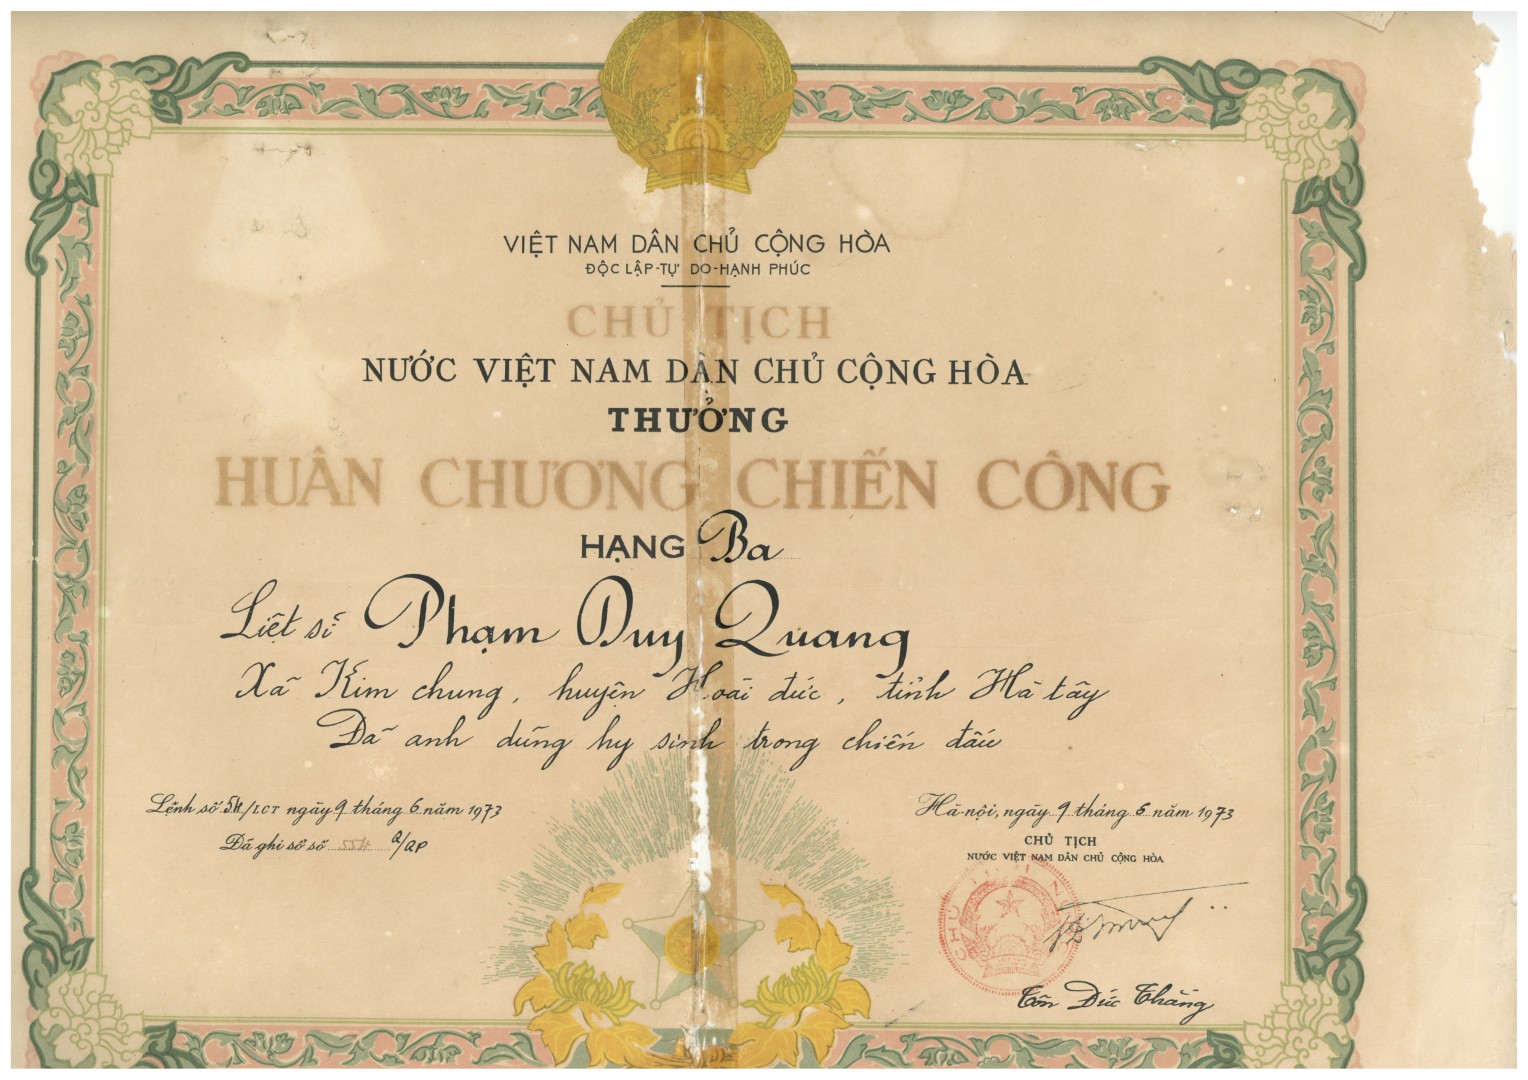 VIỆT NAM DÂN CHỦ CỘNG HÒA
ĐỘC LẬP-TỰ DO-HẠNH PHÚC
CHỦ TỊCH
NƯỚC VIỆT NAM DÂN CHỦ CỘNG HÒA
THƯỞNG
HUÂN CHƯƠNG CHIẾN CÔNG
HẠNG Ba
Liệt sĩ Phạm Duy Quang
Xã Kim chung, huyện Hoài đức, tỉnh Hà tây
Đã anh dũng hy sinh trong chiến đấu
Lệnh số /LCT ngày 9 tháng 6 năm 1973
Đã ghi sổ số Q/QP
Hà-nội, ngày 9 tháng 6 năm 1973
CHỦ TỊCH
NƯỚC VIỆT NAM DÂN CHỦ CỘNG HÒA
Tôn Đức Thắng